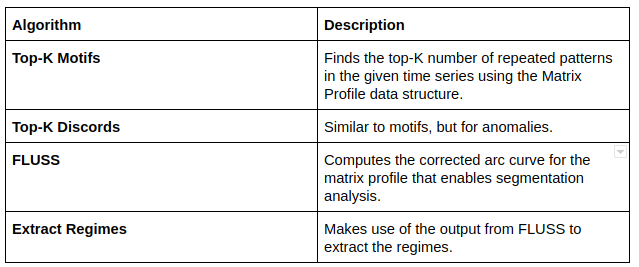 Algorithm
Description
Top-K Motifs
Finds the top-K number of repeated patterns
in the given time series using the Matrix
Profile data structure.
Top-K Discords
Similar to motifs, but for anomalies.
FLUSS
Computes the corrected arc curve for the
matrix profile that enables segmentation
analysis.
Extract Regimes
Makes use of the output from FLUSS to
extract the regimes.